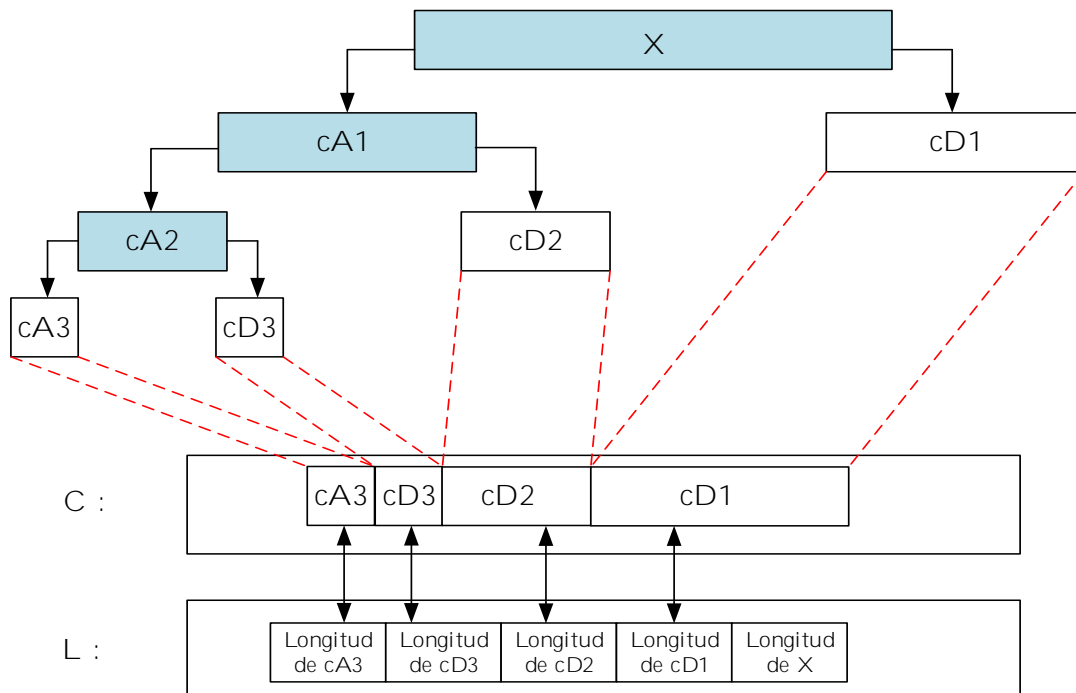 X
cA1
cD1
cA2
cD2
cA3
cD3
C :
cA3
cD3
cD2
cD1
L :
Longitud
de cA3
Longitud
de cD3
Longitud
de cD2
Longitud
de cD1
Longitud
de X